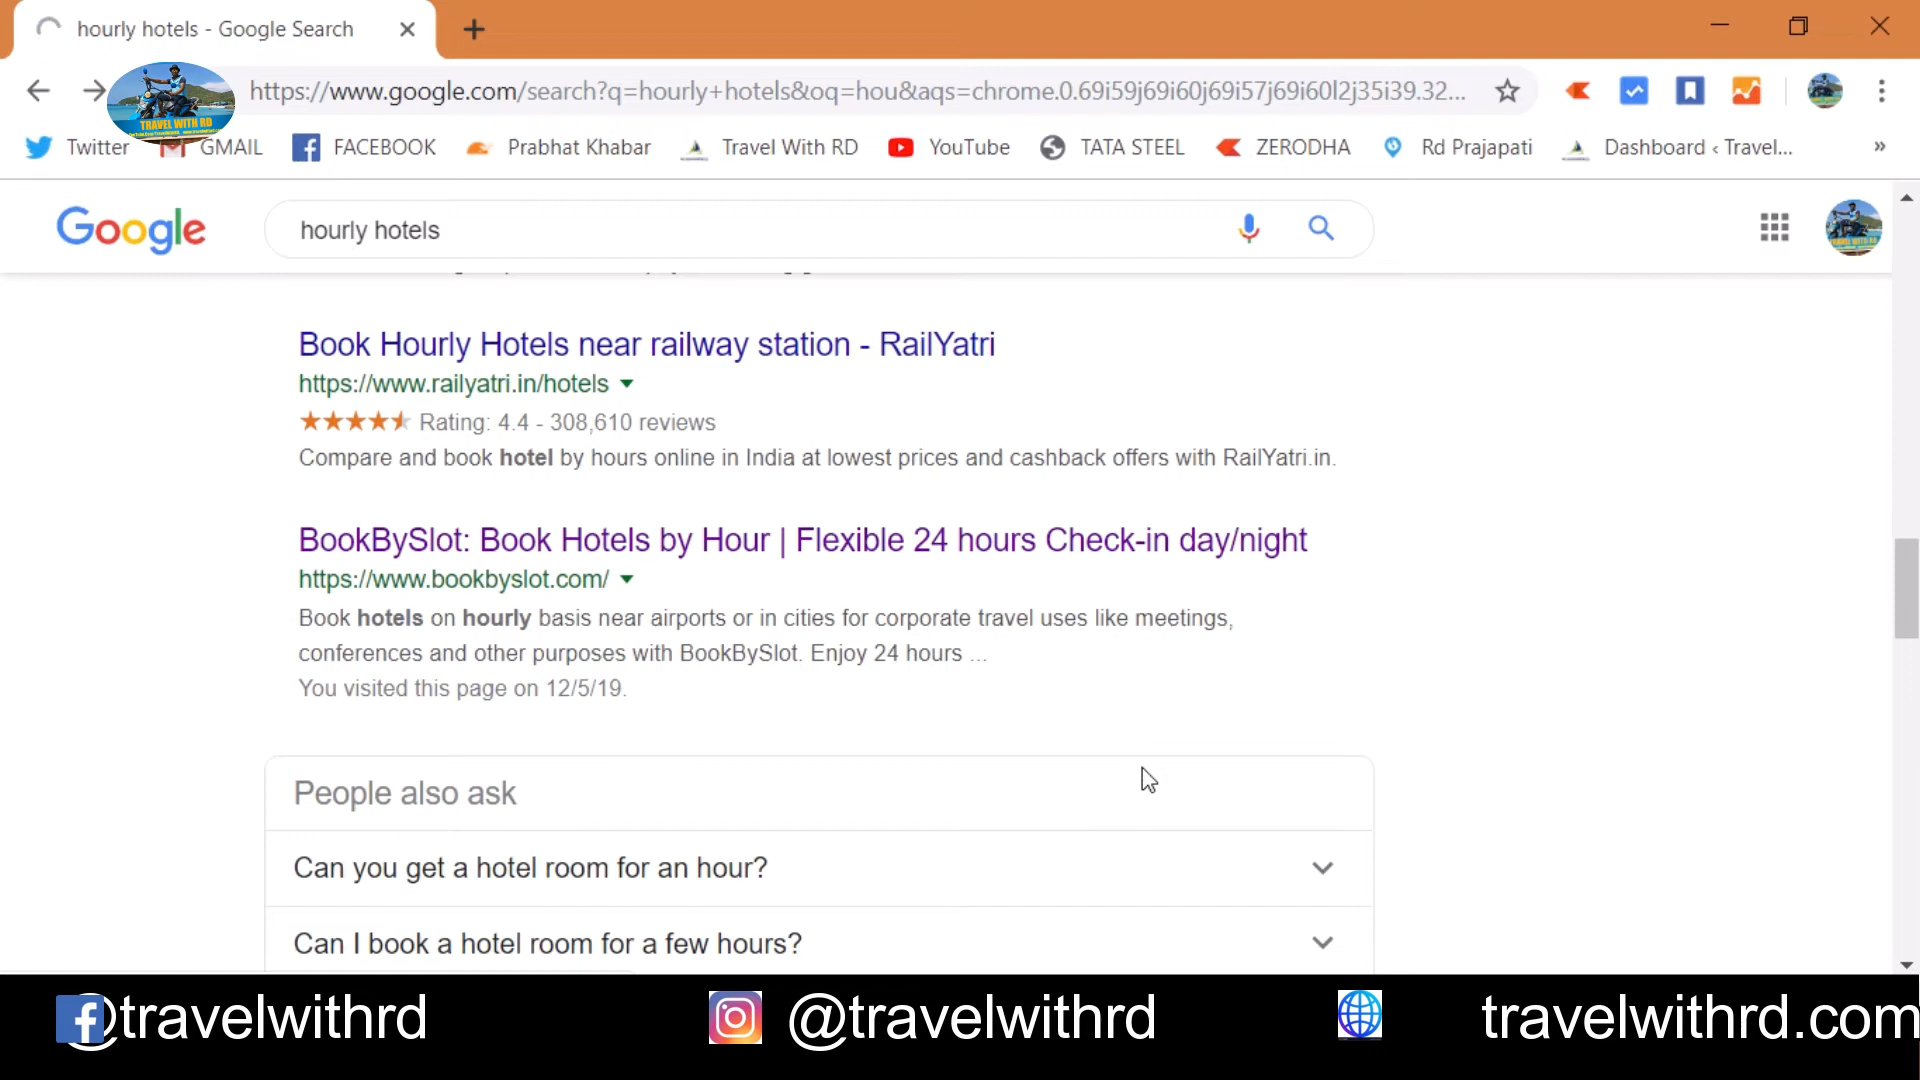 hourly hotels - Google Search
https://www.google.com/search?q=hourly+hotels&oq=hou&aqs=chrome.0.69i59j69i60j69i57j69i60l2j35i39.32...
TRAVEL WITH RD
Twitter GMAIL FACEBOOK Prabhat Khabar Travel With RD YouTube TATA STEEL ZERODHA Rd Prajapati Dashboard ‹ Travel... »
Google hourly hotels
Book Hourly Hotels near railway station - RailYatri
https://www.railyatri.in/hotels
Rating: 4.4 - 308,610 reviews
Compare and book hotel by hours online in India at lowest prices and cashback offers with RailYatri.in.
BookBySlot: Book Hotels by Hour | Flexible 24 hours Check-in day/night
https://www.bookbyslot.com/
Book hotels on hourly basis near airports or in cities for corporate travel uses like meetings,
conferences and other purposes with BookBySlot. Enjoy 24 hours ...
You visited this page on 12/5/19.
People also ask
Can you get a hotel room for an hour?
Can I book a hotel room for a few hours?
@travelwithrd @travelwithrd travelwithrd.com